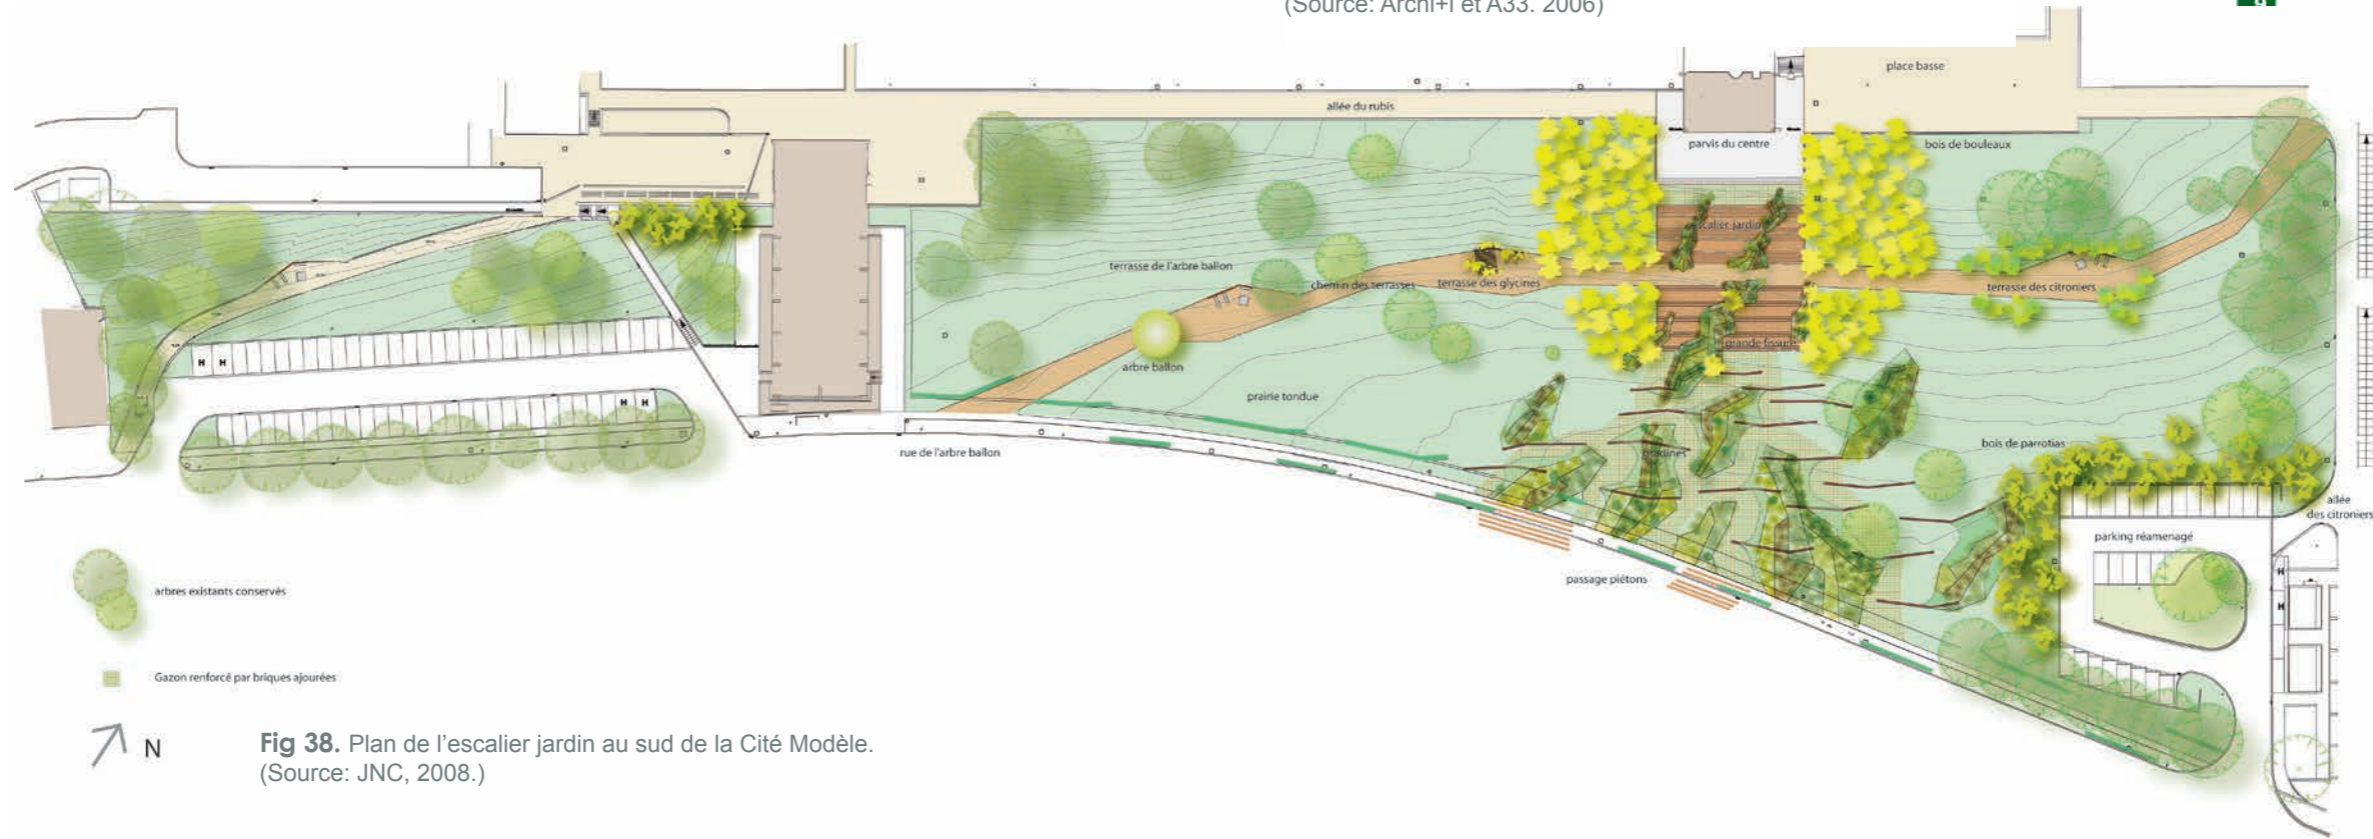 (Source: Archi+I et A33. 2006)
9
place basse
allée du rubis
parvis du centre
bois de bouleaux
escalier jardin
terrasse de l'arbre ballon
chemin des terrasses
terrasse des glycines
terrasse des citroniers
grande fissure
arbre ballon
prairie tondue
H H
H H
rue de l'arbre ballon
gradines
bois de parrotias
allée
des citroniers
parking réamenagé
passage piétons
H
H
arbres existants conservés
Gazon renforcé par briques ajourées
N
Fig 38. Plan de l'escalier jardin au sud de la Cité Modèle.
(Source: JNC, 2008.)